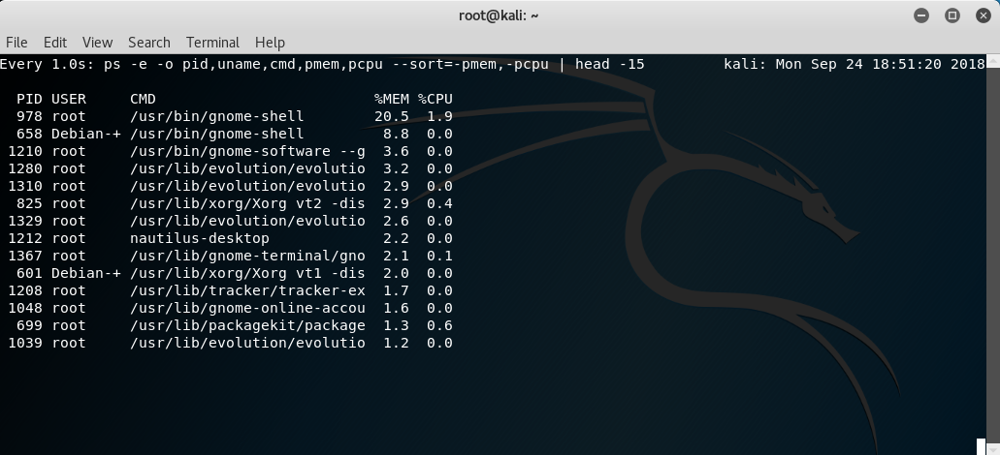 root@kali: ~
File Edit View Search Terminal Help
Every 1.0s: ps -e -o pid,uname,cmd,pmem,pcpu --sort=-pmem,-pcpu | head -15 kali: Mon Sep 24 18:51:20 2018
PID USER CMD %MEM %CPU
978 root /usr/bin/gnome-shell 20.5 1.9
658 Debian-+ /usr/bin/gnome-shell 8.8 0.0
1210 root /usr/bin/gnome-software --g 3.6 0.0
1280 root /usr/lib/evolution/evolutio 3.2 0.0
1310 root /usr/lib/evolution/evolutio 2.9 0.0
825 root /usr/lib/xorg/Xorg vt2 -dis 2.9 0.4
1329 root /usr/lib/evolution/evolutio 2.6 0.0
1212 root nautilus-desktop 2.2 0.0
1367 root /usr/lib/gnome-terminal/gno 2.1 0.1
601 Debian-+ /usr/lib/xorg/Xorg vt1 -dis 2.0 0.0
1208 root /usr/lib/tracker/tracker-ex 1.7 0.0
1048 root /usr/lib/gnome-online-accou 1.6 0.0
699 root /usr/lib/packagekit/package 1.3 0.6
1039 root /usr/lib/evolution/evolutio 1.2 0.0